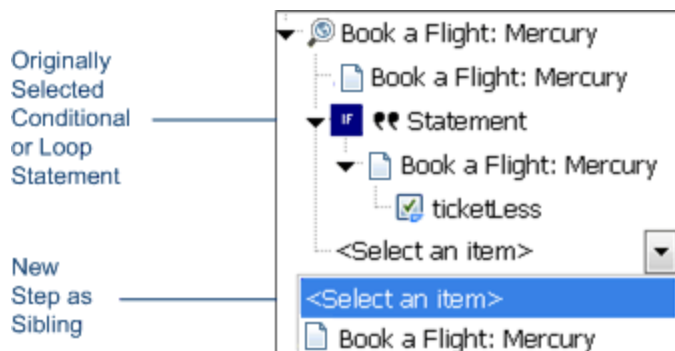 Book a Flight: Mercury
Originally
Selected
Conditional
or Loop
Statement
Book a Flight: Mercury
IF ❜❜ Statement
Book a Flight: Mercury
ticketLess
<Select an item>
New
Step as
Sibling
<Select an item>
Book a Flight: Mercury